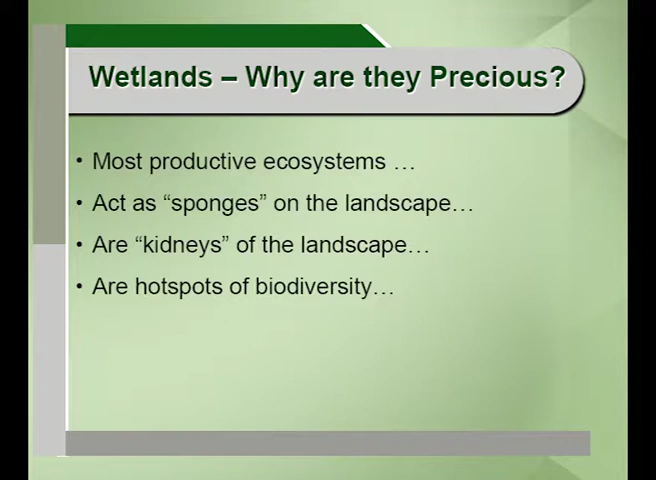 Wetlands – Why are they Precious?
• Most productive ecosystems …
• Act as “sponges” on the landscape…
• Are “kidneys” of the landscape…
• Are hotspots of biodiversity…